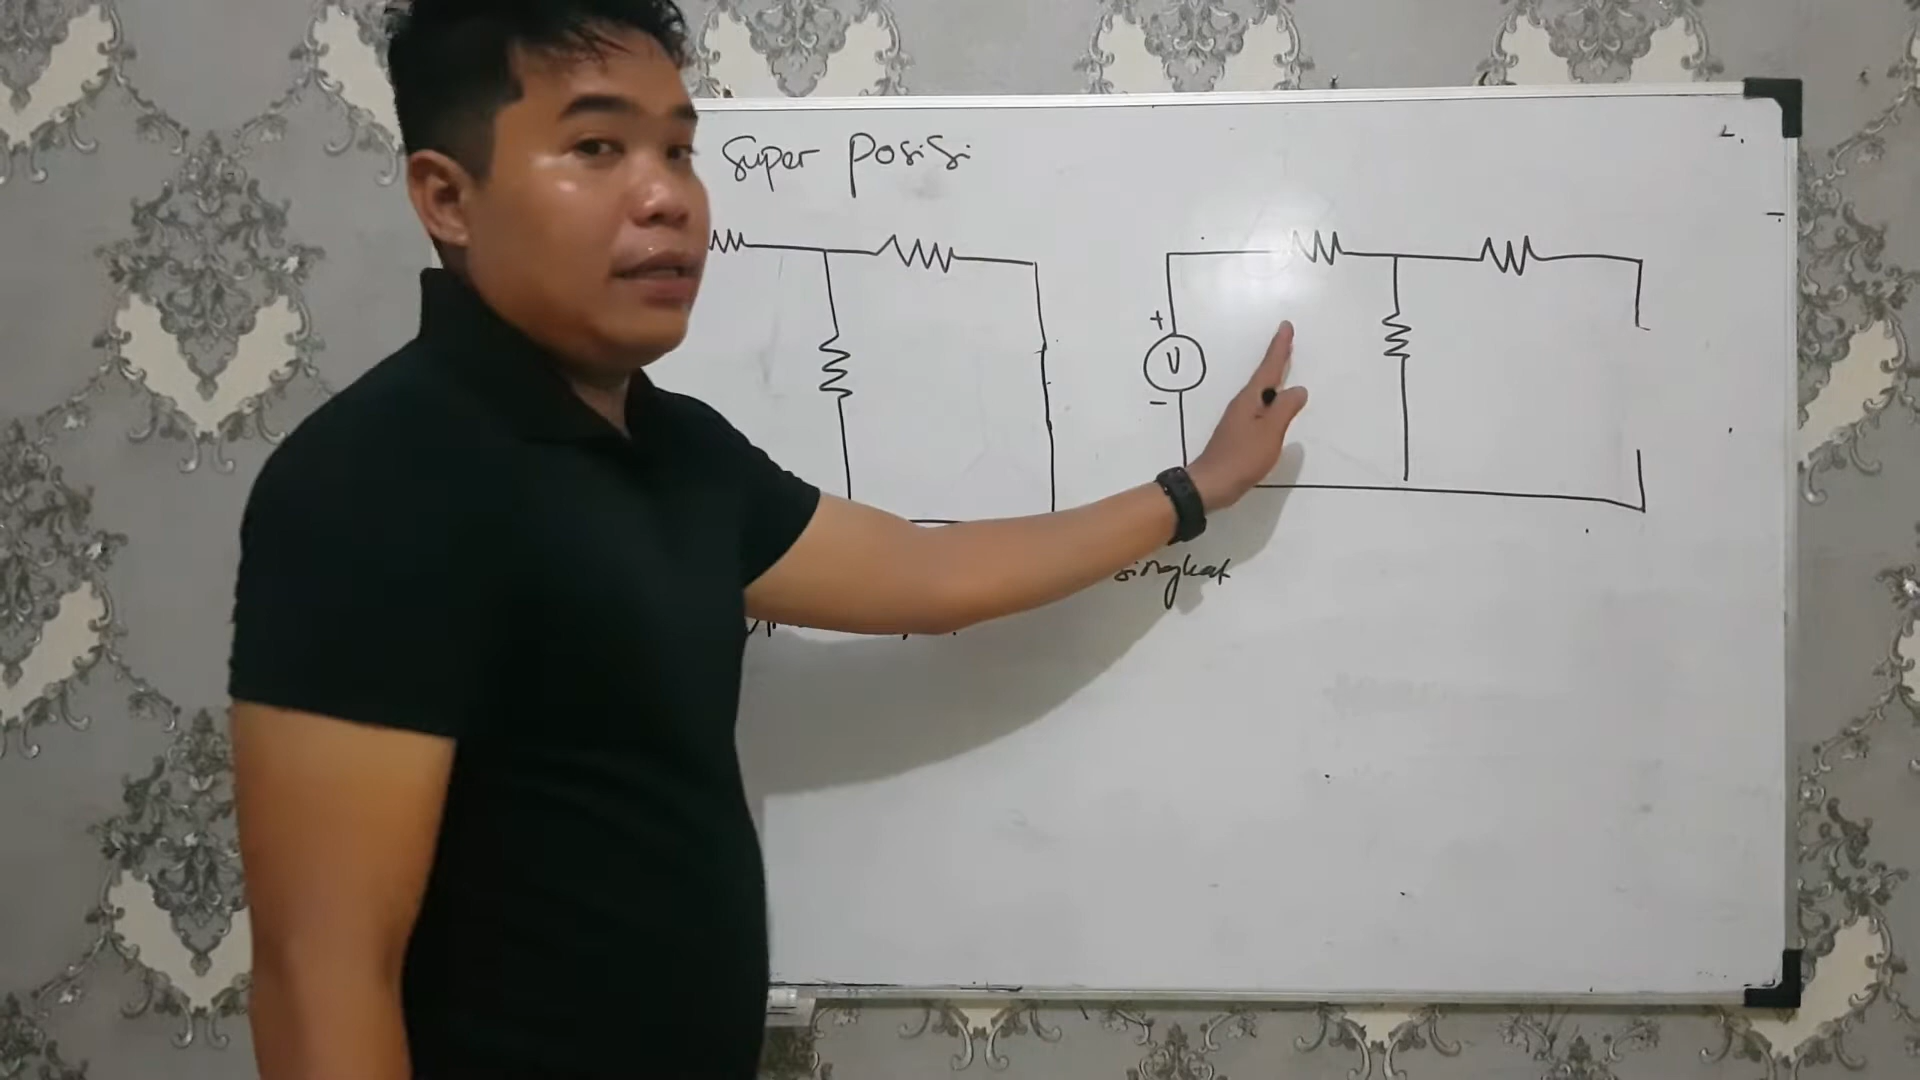 Super Posisi
+
V
-
singkat